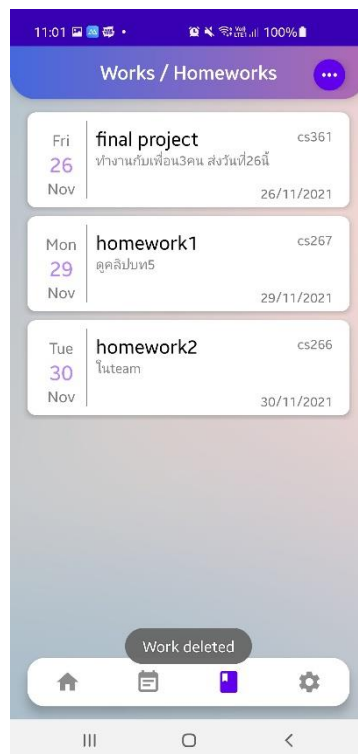 11:01
100%
Works / Homeworks
Fri
26
Nov
final project
cs361
ทำงานกับเพื่อน3คน ส่งวันที่26นี้
26/11/2021
Mon
29
Nov
homework1
cs267
ดูคลิปบท5
29/11/2021
Tue
30
Nov
homework2
cs266
ในteam
30/11/2021
Work deleted